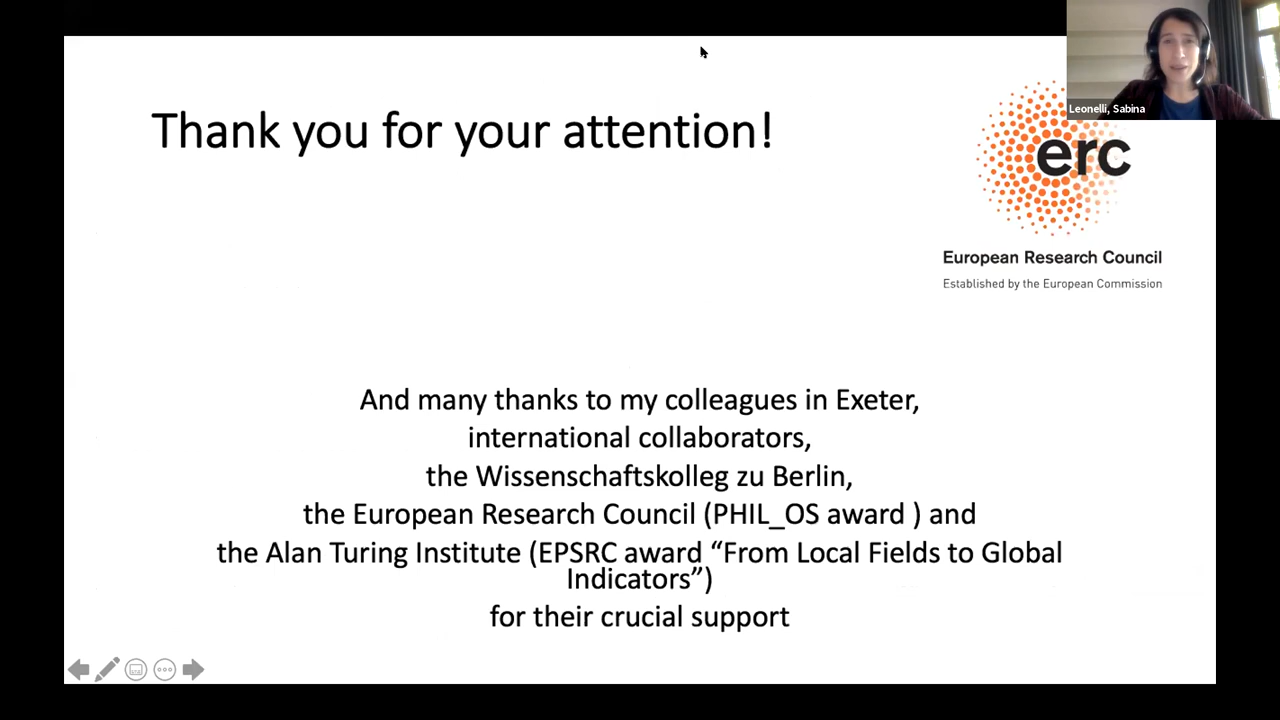 Leonelli, Sabina
Thank you for your attention!
erc
European Research Council
Established by the European Commission
And many thanks to my colleagues in Exeter,
international collaborators,
the Wissenschaftskolleg zu Berlin,
the European Research Council (PHIL_OS award ) and
the Alan Turing Institute (EPSRC award “From Local Fields to Global
Indicators”)
for their crucial support